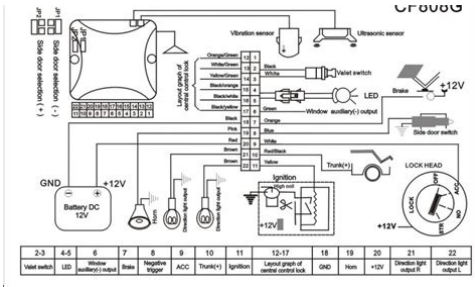 CF808G
JP1
JP2
Side door selection ( - )
Side door selection ( + )
Vibration sensor
Ultrasonic sensor
Layout graph of
central control lock
Orange/Green
White/Green
Yellow
Black/orange
Black/white
Black/yellow
Black
Pink
Red
Brown
Brown
Black
White
Green
Orange
Blue
White
Red/Black
Yellow
Valet switch
LED
Window auxiliary(-) output
Brake
+12V
Side door switch
Trunk(+)
LOCK HEAD
LOCK
OFF
ACC
ON
STR
+12V
GND
+12V
Battery DC
12V
Horn
Direction light output
Direction light output
Ignition
High coil
+12V
2-3 4-5 6 7 8 9 10 11 12-17 18 19 20 21 22
Valet switch
LED
Window auxiliary(-) output
Brake
Negative trigger
ACC
Trunk(+)
Ignition
Layout graph of central control lock
GND
Horn
+12V
Direction light output R
Direction light output L